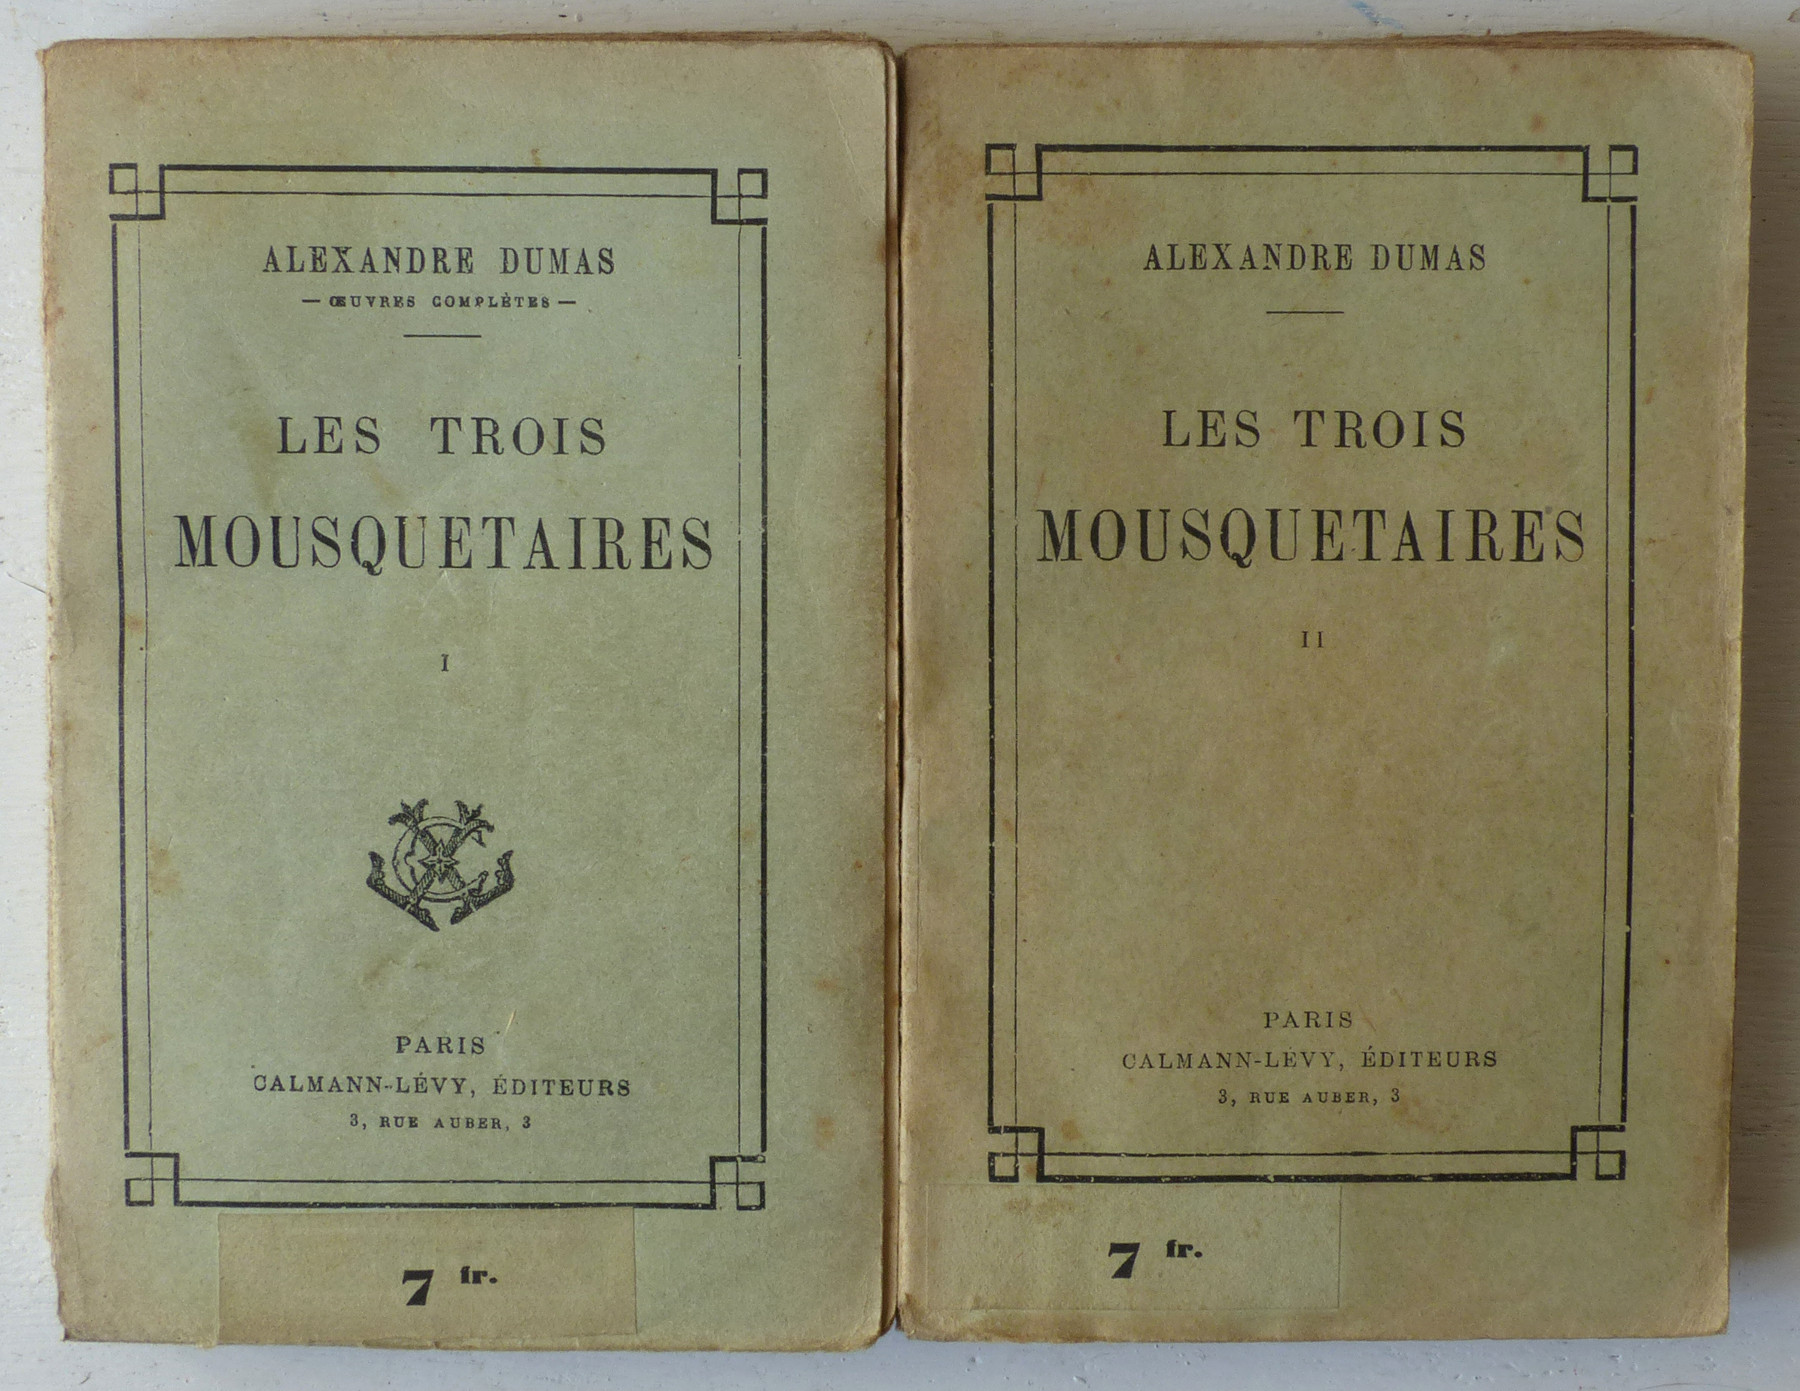 ALEXANDRE DUMAS
— ŒUVRES COMPLÈTES —
LES TROIS
MOUSQUETAIRES
I
PARIS
CALMANN-LÉVY, ÉDITEURS
3, RUE AUBER, 3
7 fr.
ALEXANDRE DUMAS
LES TROIS
MOUSQUETAIRES
II
PARIS
CALMANN-LÉVY, ÉDITEURS
3, RUE AUBER, 3
7 fr.